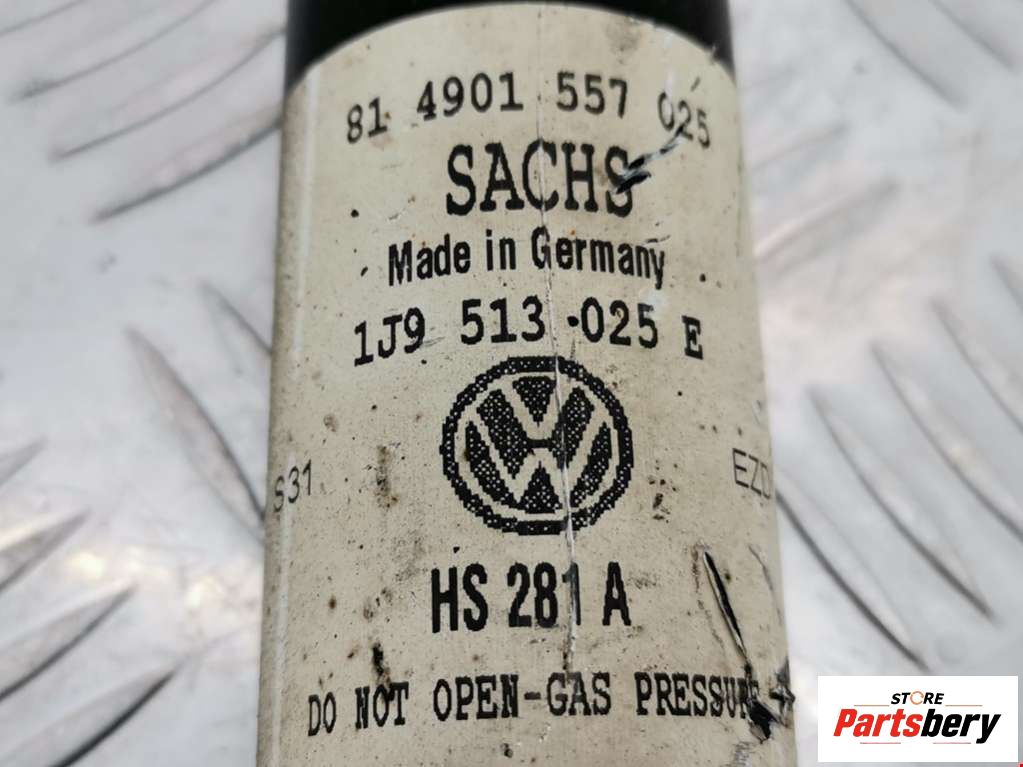 81 4901 557 025
SACHS
Made in Germany
1J9 513 025 E
S31
EZD
HS 281 A
DO NOT OPEN-GAS PRESSURE
STORE
Partsbery